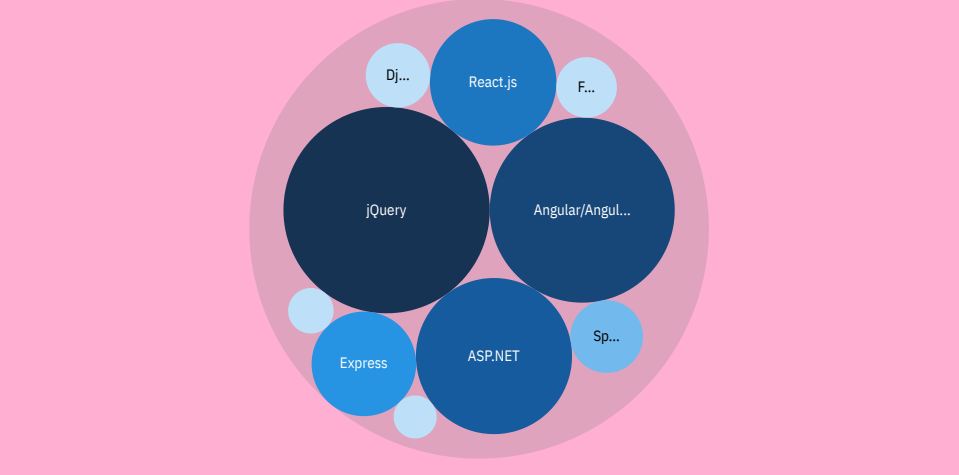 Dj...
React.js
F...
jQuery
Angular/Angul...
Sp...
ASP.NET
Express